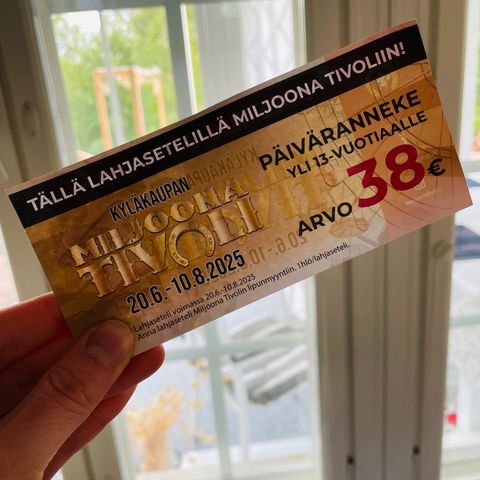 TÄLLÄ LAHJASETELILLÄ MILJOONA TIVOLIIN!
KYLÄKAUPAN
MILJOONA
TIVOLI
20.6.-10.8.2025
PÄIVÄRANNEKE
YLI 13-VUOTIAALLE
ARVO 38€
Lahjaseteli voimassa 20.6.-10.8.2025
Anna lahjaseteli Miljoona Tivolin lipunmyyntiin. 1hlö/lahjaseteli.